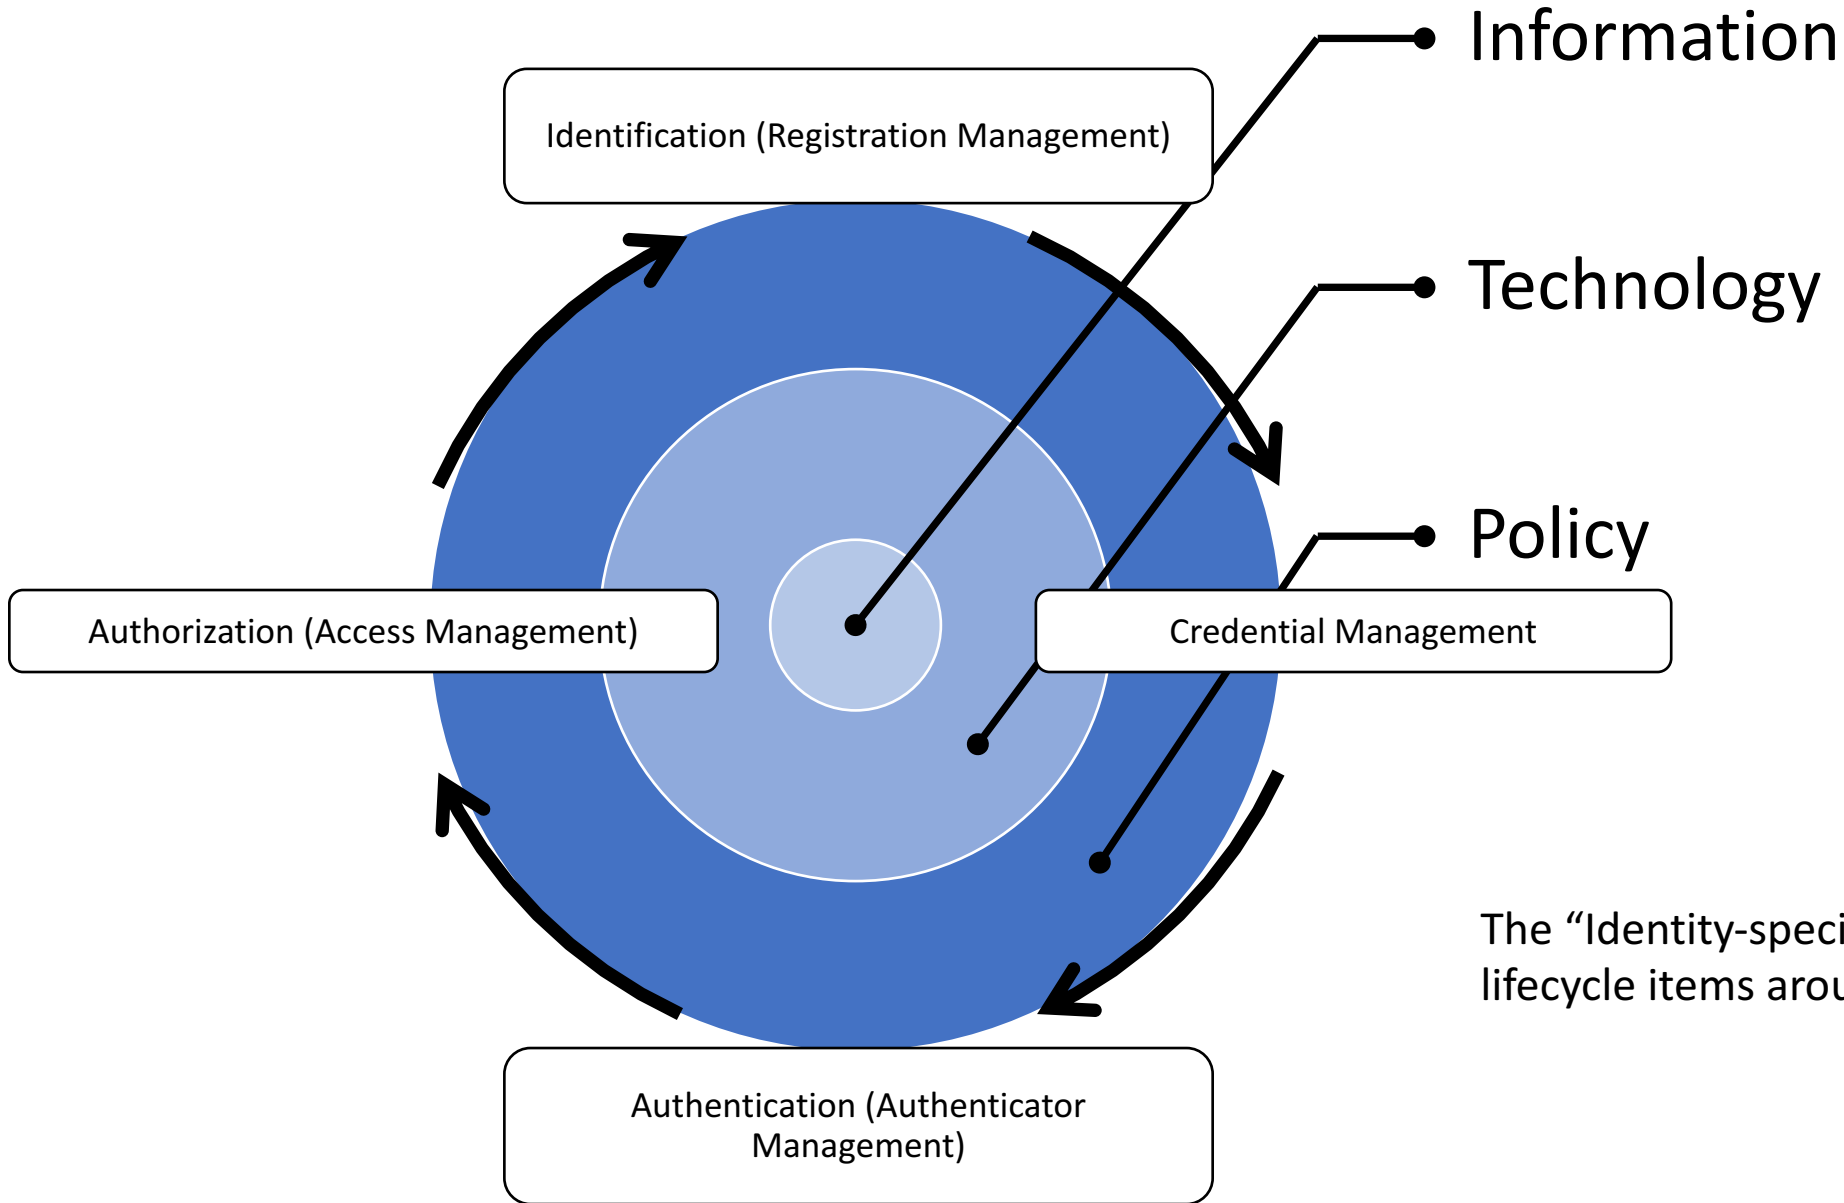 Information
Identification (Registration Management)
Technology
Policy
Authorization (Access Management)
Credential Management
The “Identity-speci
lifecycle items arou
Authentication (Authenticator
Management)